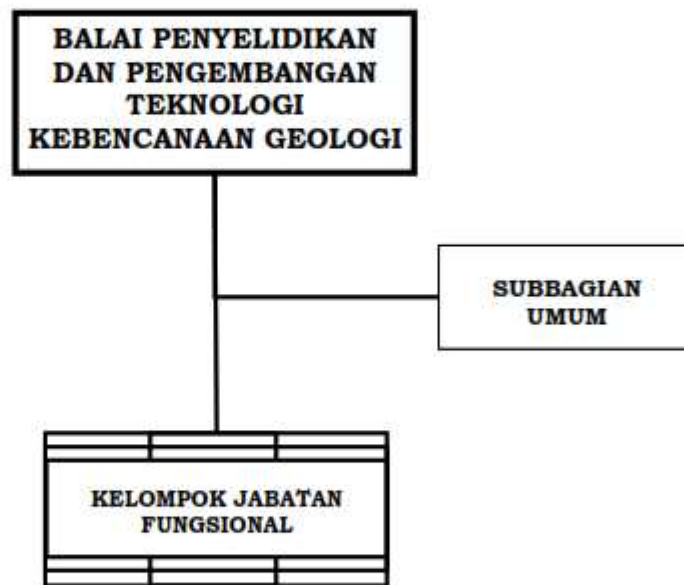 BALAI PENYELIDIKAN
DAN PENGEMBANGAN
TEKNOLOGI
KEBENCANAAN GEOLOGI
SUBBAGIAN
UMUM
KELOMPOK JABATAN
FUNGSIONAL